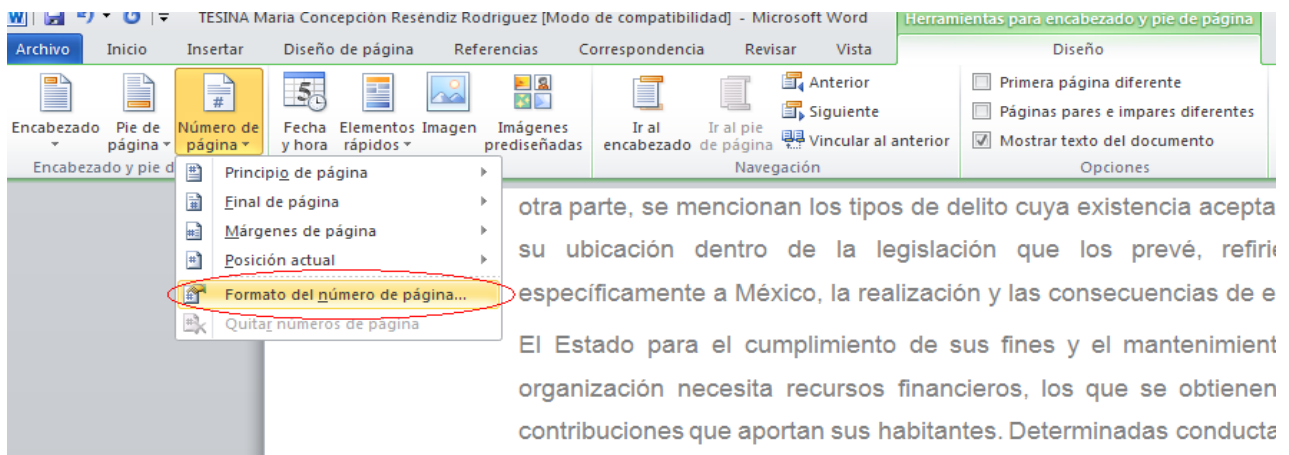 TESINA Maria Concepción Reséndiz Rodriguez [Modo de compatibilidad] - Microsoft Word
Herramientas para encabezado y pie de página
Archivo Inicio Insertar Diseño de página Referencias Correspondencia Revisar Vista Diseño
Encabezado
Pie de página
Número de página
Fecha y hora
Elementos rápidos
Imagen
Imágenes prediseñadas
Ir al encabezado
Ir al pie de página
Anterior
Siguiente
Vincular al anterior
Primera página diferente
Páginas pares e impares diferentes
Mostrar texto del documento
Encabezado y pie d
Navegación
Opciones
Principio de página
Final de página
Márgenes de página
Posición actual
Formato del número de página...
Quitar números de página
otra parte, se mencionan los tipos de delito cuya existencia acepta
su ubicación dentro de la legislación que los prevé, refirie
específicamente a México, la realización y las consecuencias de e
El Estado para el cumplimiento de sus fines y el mantenimient
organización necesita recursos financieros, los que se obtienen
contribuciones que aportan sus habitantes. Determinadas conducta